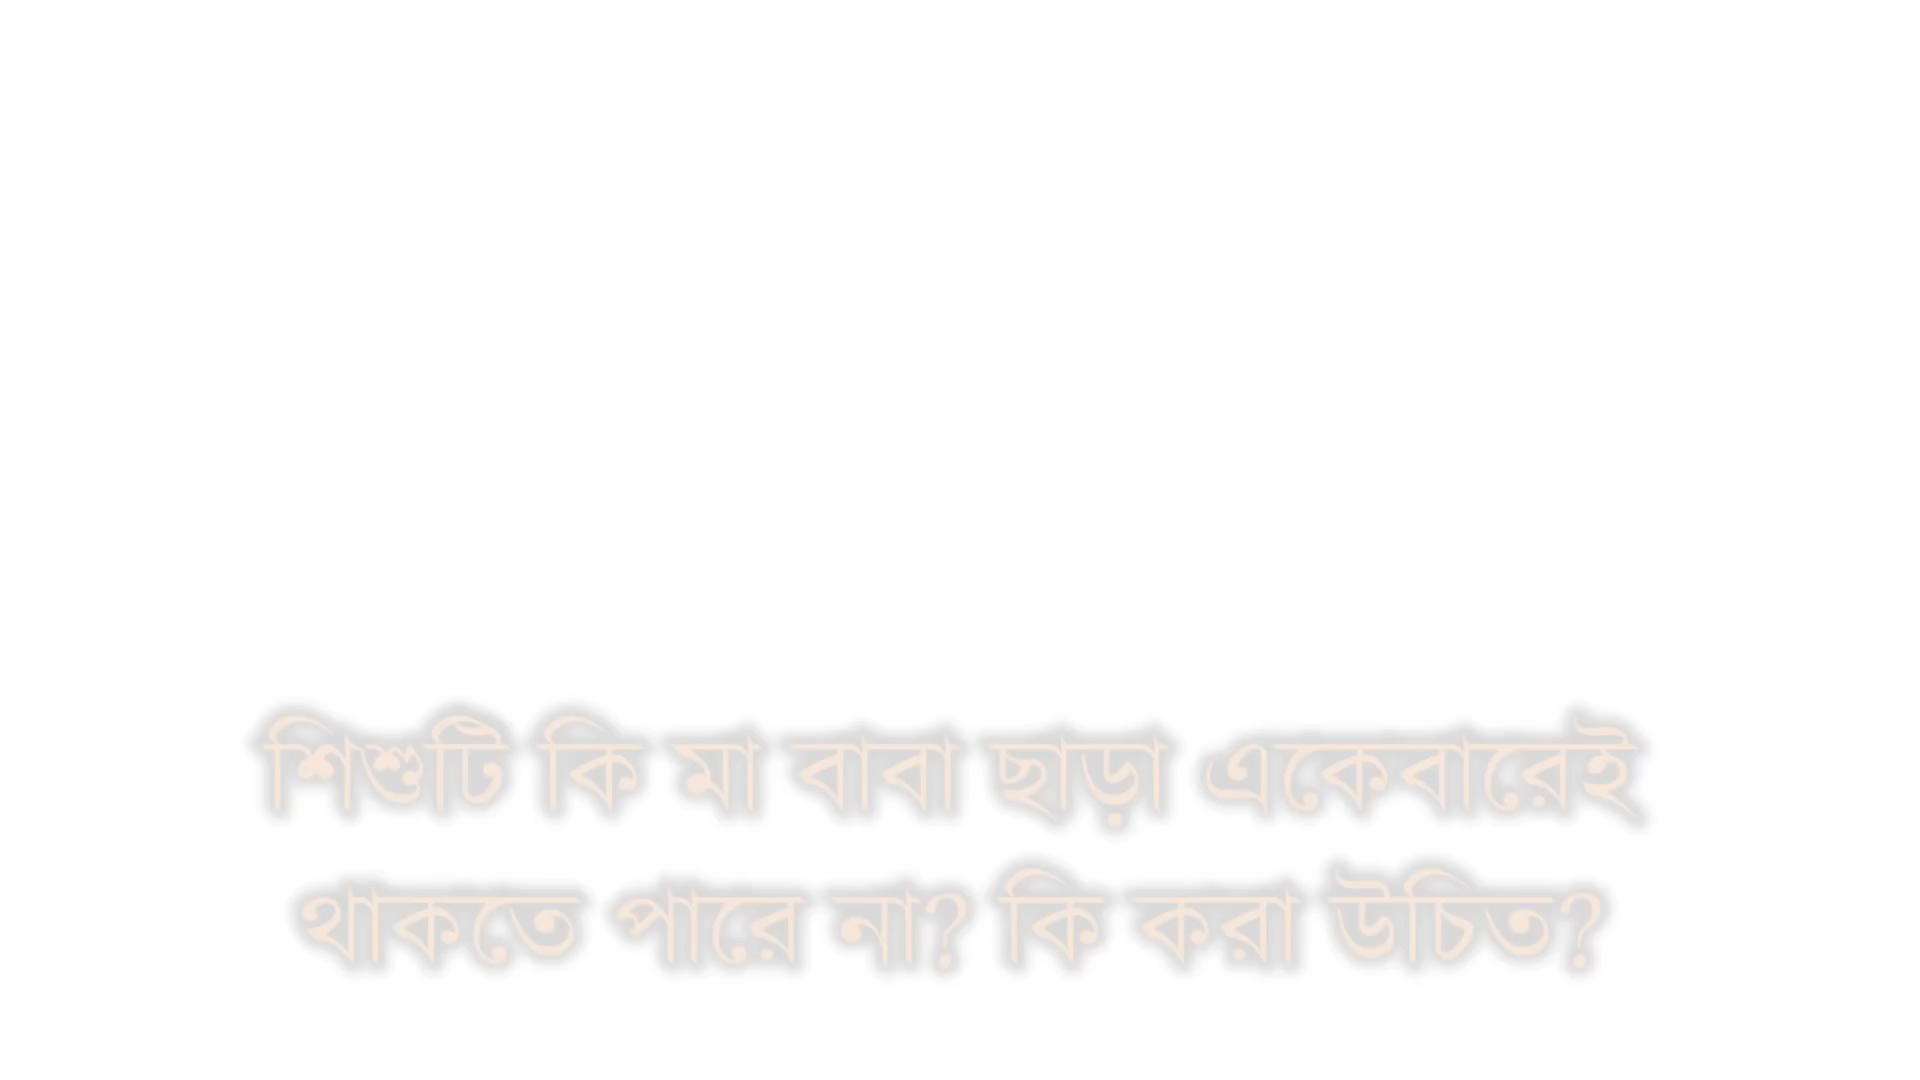 শিশুটি কি মা বাবা ছাড়া একেবারেই
থাকতে পারে না? কি করা উচিত?